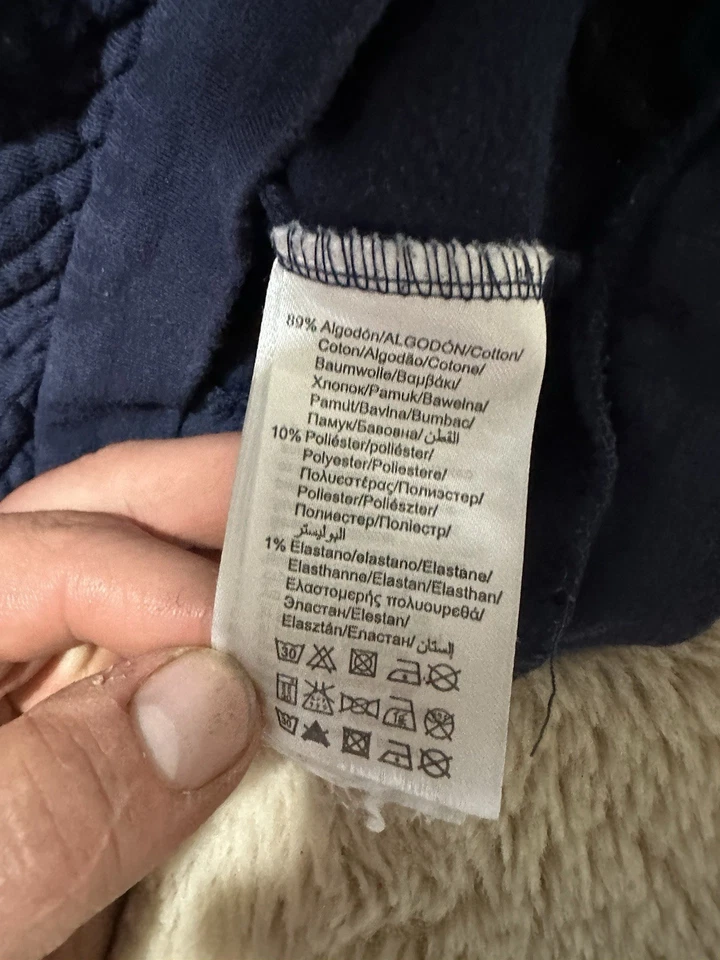 89% Algodón/ALGODÓN/Cotton/
Coton/Algodão/Cotone/
Baumwolle/Βαμβάκι/
Хлопок/Pamuk/Bawełna/
Pamut/Bavlna/Bumbac/
Памук/Бавовна/القطن
10% Poliéster/poliéster/
Polyester/Poliestere/
Πολυεστέρας/Полиэстер/
Poliester/Poliészter/
Полиестер/Поліестр/
البوليستر
1% Elastano/elastano/Elastane/
Elasthanne/Elastan/Elasthan/
Ελαστομερής πολυουρεθά/
Эластан/Elestan/
Elasztán/Еластан/إلستان
30
30